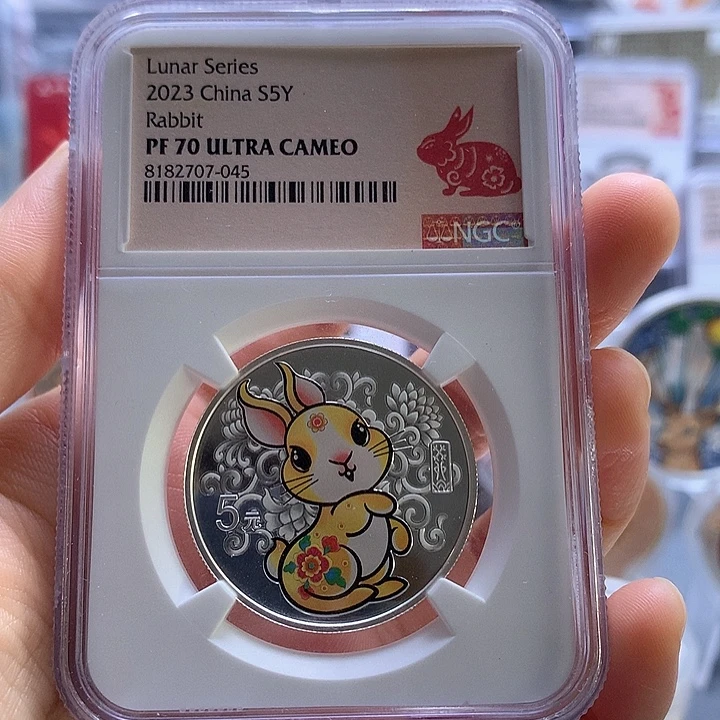 Lunar Series
2023 China S5Y
Rabbit
PF 70 ULTRA CAMEO
8182707-045
NGC
5元